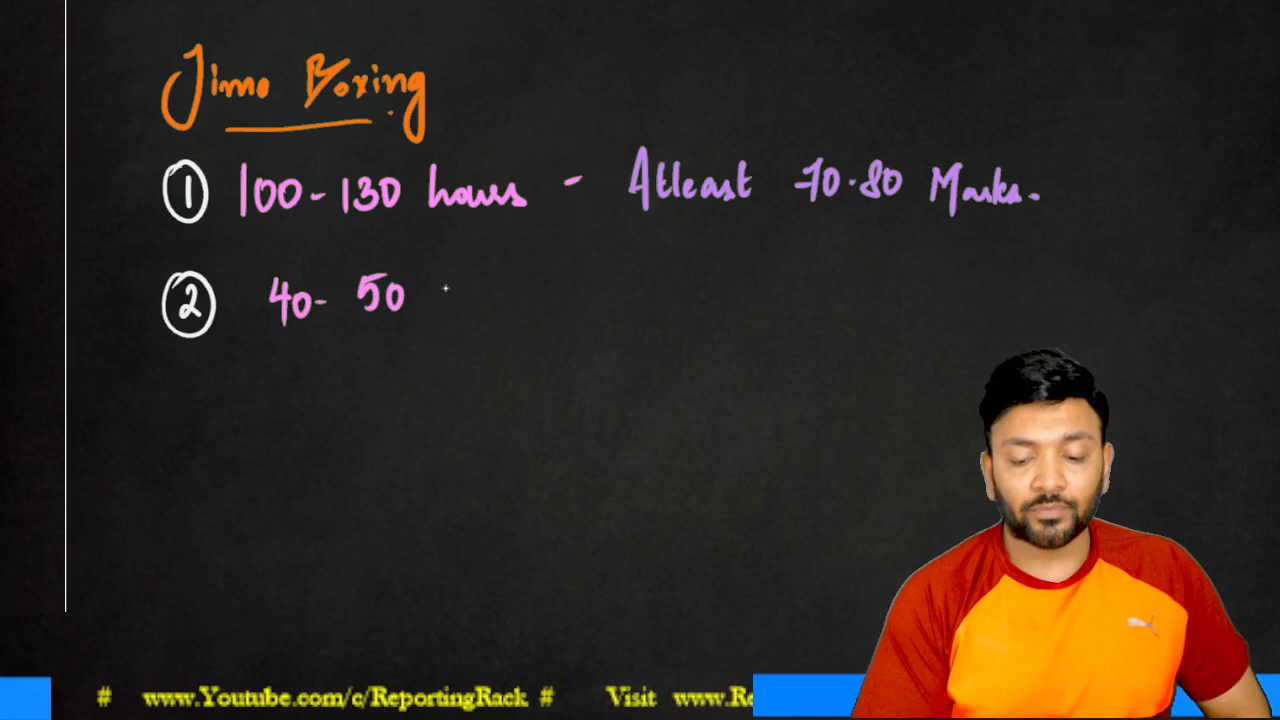 Time Boxing
1 100-130 hours - Atleast 70-80 Marks.
2 40-50
# www.Youtube.com/c/ReportingRack # Visit www.Re